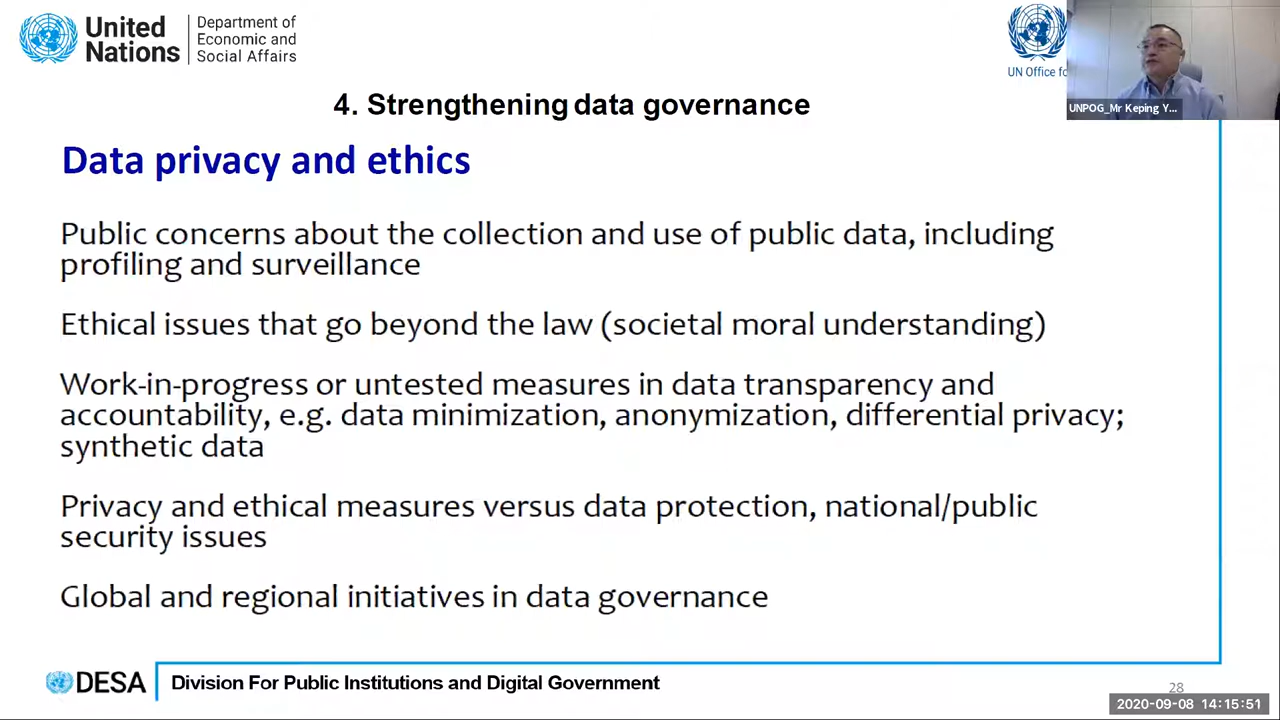 United
Nations
Department of
Economic and
Social Affairs
UN Office fo
UNPOG_Mr Keping Y...
4. Strengthening data governance
Data privacy and ethics
Public concerns about the collection and use of public data, including
profiling and surveillance
Ethical issues that go beyond the law (societal moral understanding)
Work-in-progress or untested measures in data transparency and
accountability, e.g. data minimization, anonymization, differential privacy;
synthetic data
Privacy and ethical measures versus data protection, national/public
security issues
Global and regional initiatives in data governance
DESA
Division For Public Institutions and Digital Government
28
2020-09-08 14:15:51